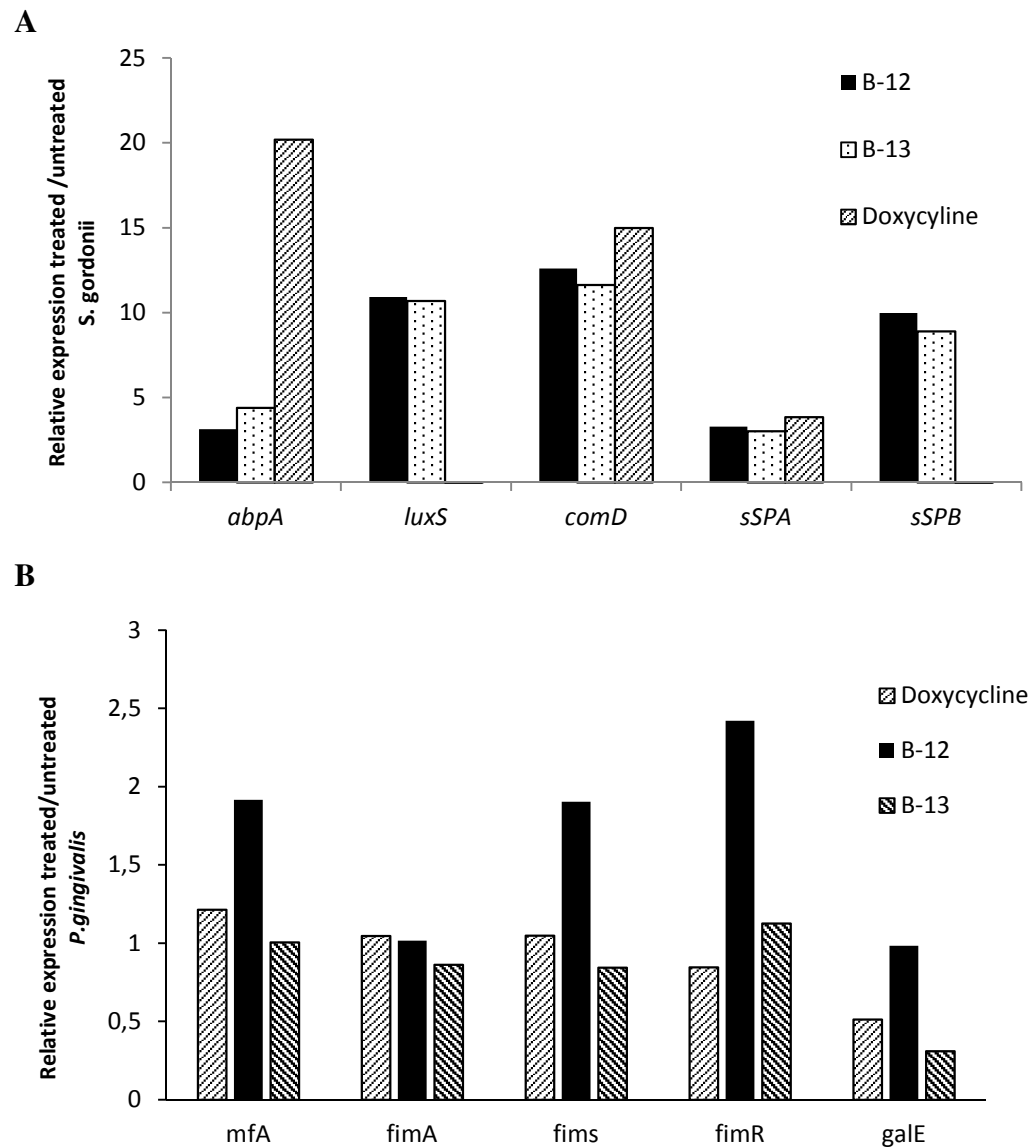 A
Relative expression treated /untreated
S. gordonii
25
20
15
10
5
0
abpA luxS comD sSPA sSPB
B-12
B-13
Doxycyline
B
Relative expression treated/untreated
P.gingivalis
3
2,5
2
1,5
1
0,5
0
mfA fimA fims fimR galE
Doxycycline
B-12
B-13